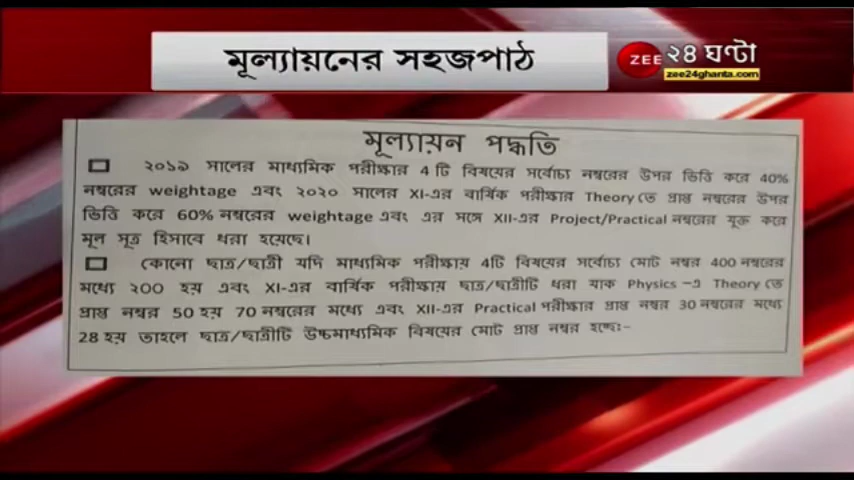 মূল্যায়নের সহজপাঠ
ZEE ২৪ ঘণ্টা
zee24ghanta.com
মূল্যায়ন পদ্ধতি
২০১৯ সালের মাধ্যমিক পরীক্ষার 4 টি বিষয়ের সর্বোচ্চ নম্বরের উপর ভিত্তি করে 40%
নম্বরের weightage এবং ২০২০ সালের XI-এর বার্ষিক পরীক্ষার Theory তে প্রাপ্ত নম্বরের উপর
ভিত্তি করে 60% নম্বরের weightage এবং এর সঙ্গে XII-এর Project/Practical নম্বরের যুক্ত করে
মূল সূত্র হিসাবে ধরা হয়েছে।
কোনো ছাত্র/ছাত্রী যদি মাধ্যমিক পরীক্ষায় 4টি বিষয়ের সর্বোচ্চ মোট নম্বর 400 নম্বরের
মধ্যে ২00 হয় এবং XI-এর বার্ষিক পরীক্ষায় ছাত্র/ছাত্রীটি ধরা যাক Physics –এ Theory তে
প্রাপ্ত নম্বর 50 হয় 70 নম্বরের মধ্যে এবং XII-এর Practical পরীক্ষার প্রাপ্ত নম্বর 30 নম্বরের মধ্যে
28 হয় তাহলে ছাত্র/ছাত্রীটি উচ্চমাধ্যমিক বিষয়ের মোট প্রাপ্ত নম্বর হচ্ছে:-